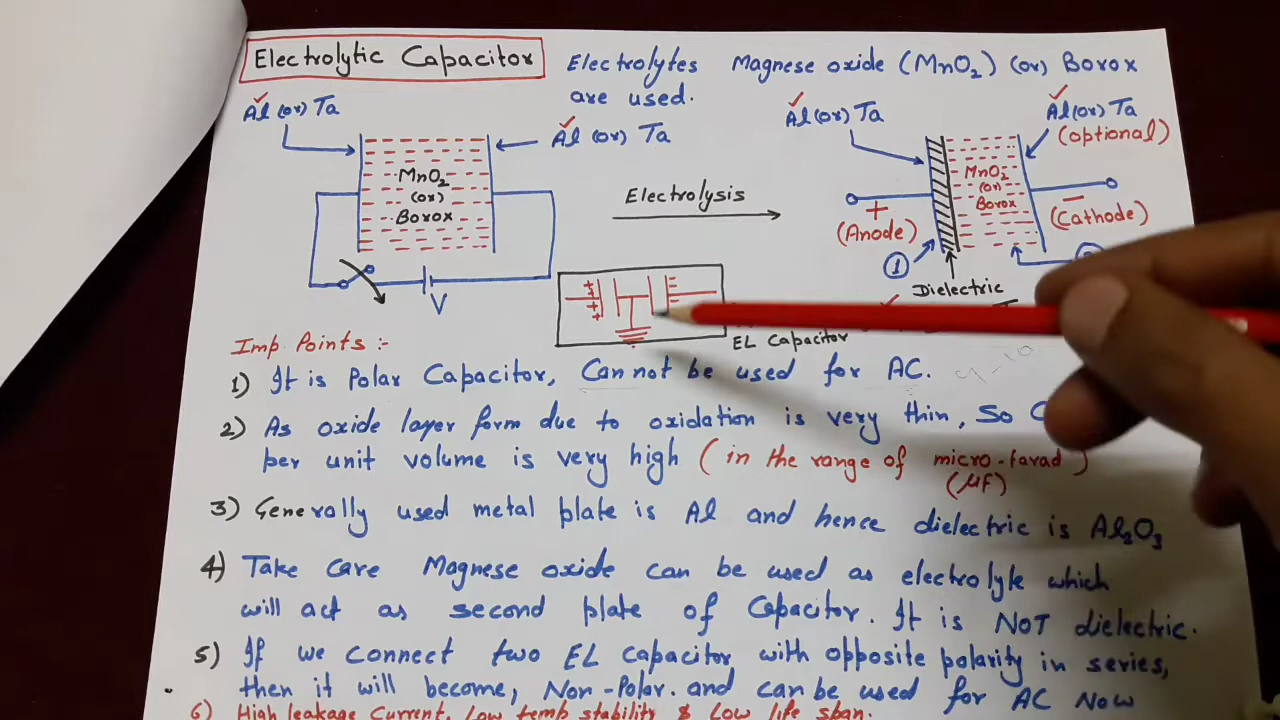 Electrolytic Capacitor
Electrolytes Magnese oxide (MnO2) (or) Borox
are used.
Al (or) Ta
Al (or) Ta
MnO2
(or)
Borox
V
Electrolysis
Al (or) Ta
Al (or) Ta
(optional)
MnO2
(or)
Borox
+
(Anode)
−
(Cathode)
1
Dielectric
EL Capacitor
Imp. Points :-
1) It is Polar Capacitor, Can not be used for AC.
2) As oxide layer form due to oxidation is very thin, So
per unit volume is very high (in the range of micro-farad)
(μF)
3) Generally used metal plate is Al and hence dielectric is Al2O3
4) Take care Magnese oxide can be used as electrolyte which
will act as second plate of Capacitor. It is NOT dielectric.
5) If we connect two EL Capacitor with opposite polarity in series,
then it will become, Non-Polar. and can be used for AC Now
6) High leakage Current, Low temp stability & Low life span.